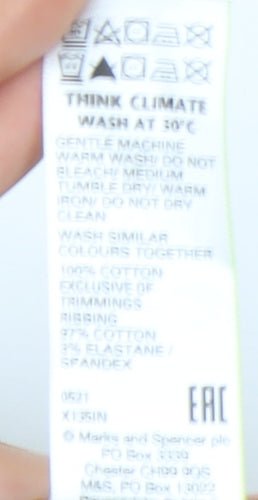 THINK CLIMATE
WASH AT 30°C
GENTLE MACHINE
WARM WASH/ DO NOT
BLEACH/ MEDIUM
TUMBLE DRY/ WARM
IRON/ DO NOT DRY
CLEAN
WASH SIMILAR
COLOURS TOGETHER
100% COTTON
EXCLUSIVE OF
TRIMMINGS
RIBBING
97% COTTON
3% ELASTANE /
SPANDEX
0521
X135IN
EAC
© Marks and Spencer plc
PO Box 3339
Chester CH99 9QS
M&S, PO Box